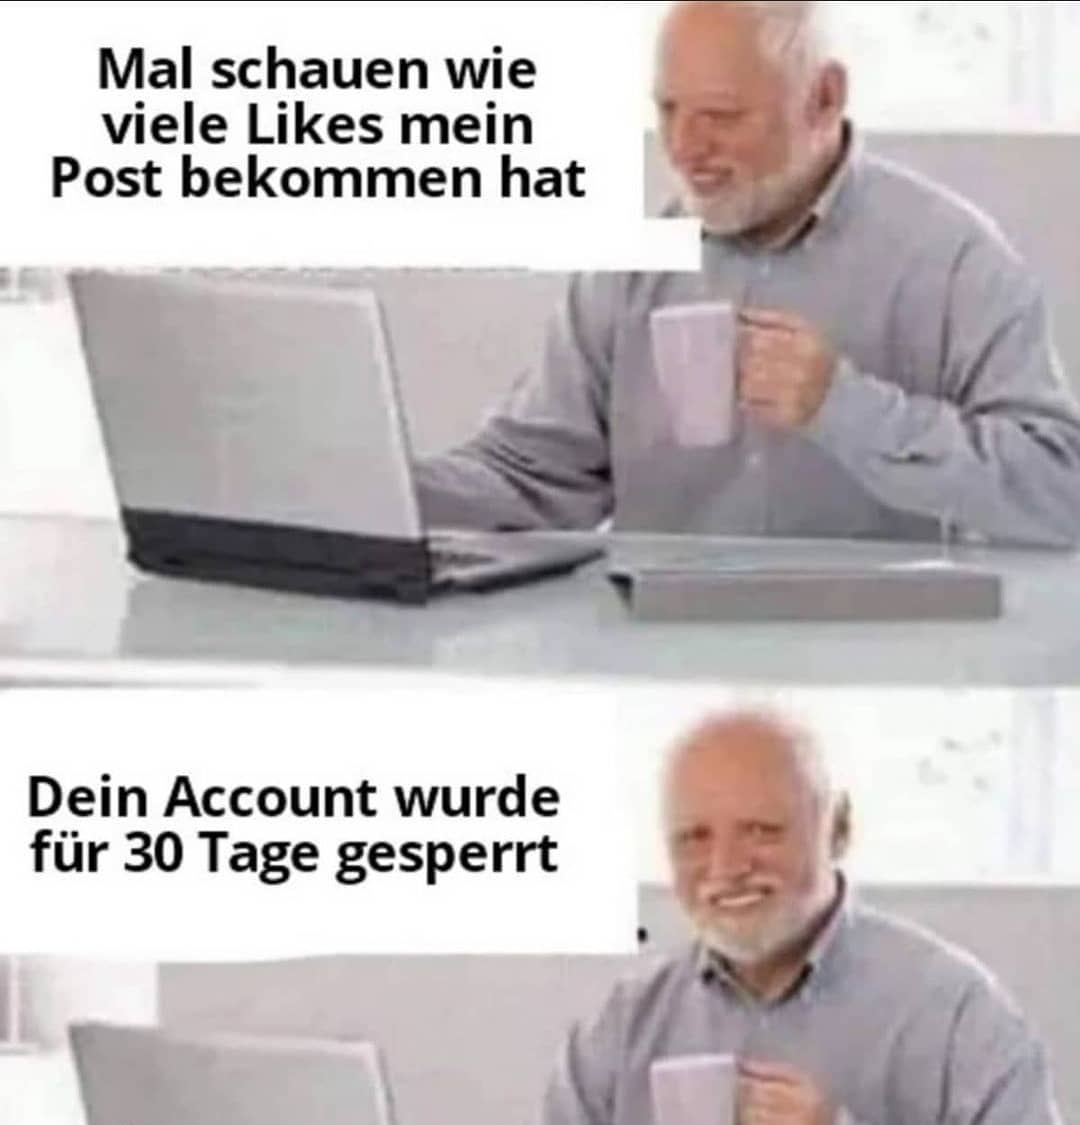 Mal schauen wie
viele Likes mein
Post bekommen hat
Dein Account wurde
für 30 Tage gesperrt